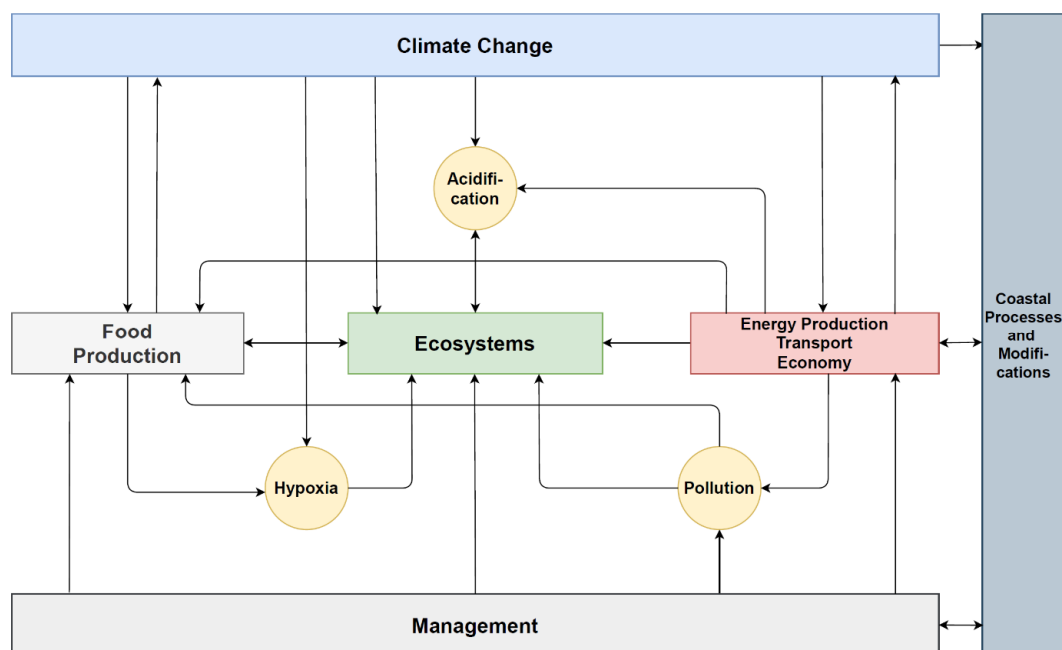 Climate Change
Acidifi-
cation
Food
Production
Ecosystems
Energy Production
Transport
Economy
Coastal
Processes
and
Modifi-
cations
Hypoxia
Pollution
Management